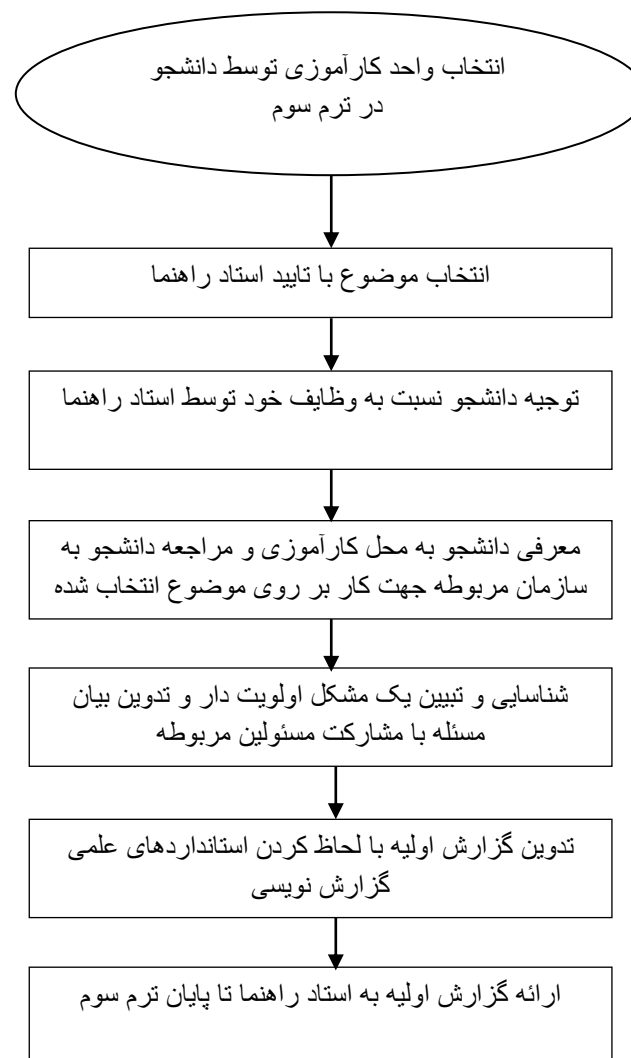 انتخاب واحد کارآموزی توسط دانشجو
در ترم سوم
انتخاب موضوع با تایید استاد راهنما
توجیه دانشجو نسبت به وظایف خود توسط استاد راهنما
معرفی دانشجو به محل کارآموزی و مراجعه دانشجو به
سازمان مربوطه جهت کار بر روی موضوع انتخاب شده
شناسایی و تبیین یک مشکل اولویت دار و تدوین بیان
مسئله با مشارکت مسئولین مربوطه
تدوین گزارش اولیه با لحاظ کردن استانداردهای علمی
گزارش نویسی
ارائه گزارش اولیه به استاد راهنما تا پایان ترم سوم